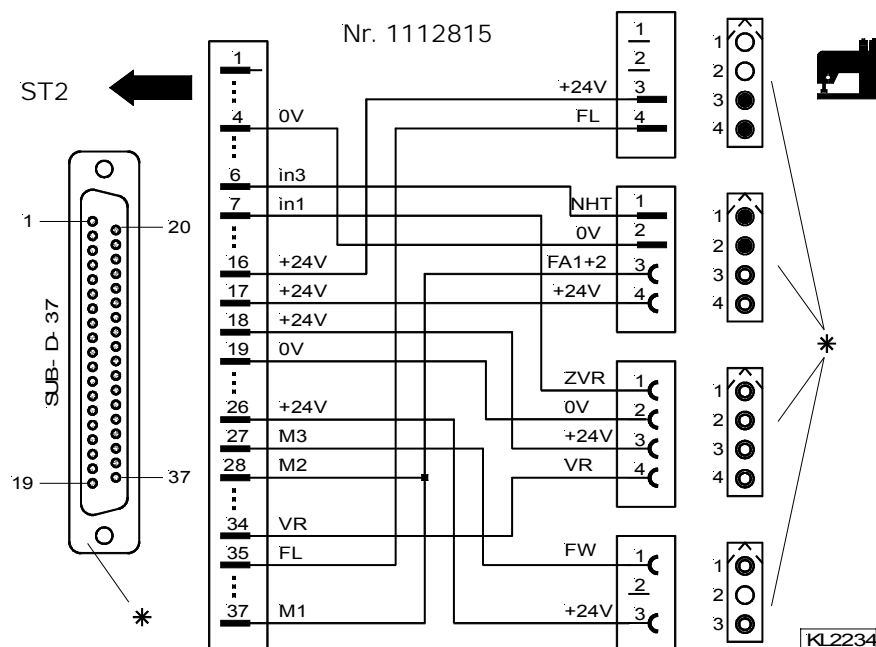 Nr. 1112815
ST2
SUB-D-37
1
20
19
37
*
1
4 0V
6 in3
7 in1
16 +24V
17 +24V
18 +24V
19 0V
26 +24V
27 M3
28 M2
34 VR
35 FL
37 M1
1
2
+24V 3
FL 4
NHT 1
0V 2
FA1+2 3
+24V 4
ZVR 1
0V 2
+24V 3
VR 4
FW 1
2
+24V 3
1
2
3
4
1
2
3
4
1
2
3
4
1
2
3
*
KL2234